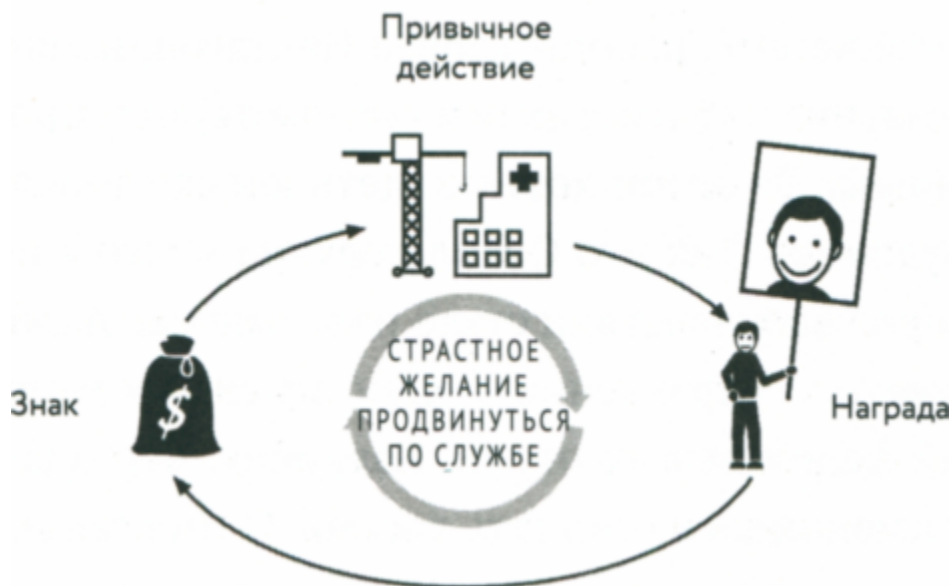 Привычное
действие
Знак
$
СТРАСТНОЕ
ЖЕЛАНИЕ
ПРОДВИНУТЬСЯ
ПО СЛУЖБЕ
Награда